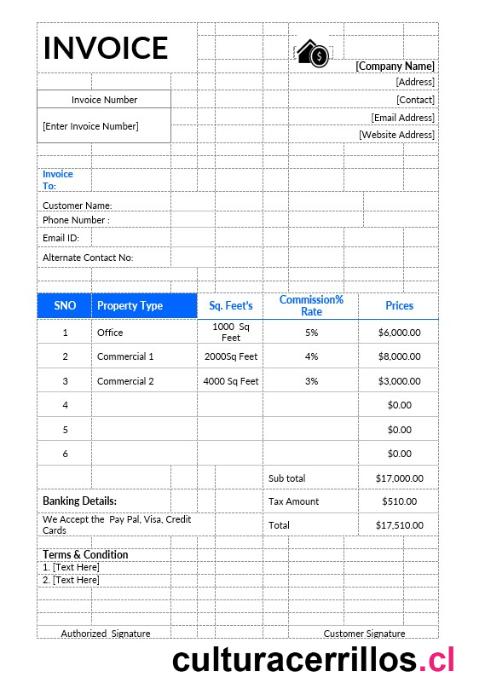 INVOICE
$
[Company Name]
[Address]
Invoice Number
[Contact]
[Enter Invoice Number]
[Email Address]
[Website Address]
Invoice
To:
Customer Name:
Phone Number :
Email ID:
Alternate Contact No:
SNO Property Type Sq. Feet's Commission% Rate Prices
1 Office 1000 Sq Feet 5% $6,000.00
2 Commercial 1 2000Sq Feet 4% $8,000.00
3 Commercial 2 4000 Sq Feet 3% $3,000.00
4 $0.00
5 $0.00
6 $0.00
Sub total $17,000.00
Banking Details: Tax Amount $510.00
We Accept the Pay Pal, Visa, Credit
Cards
Total $17,510.00
Terms & Condition
1. [Text Here]
2. [Text Here]
Authorized Signature Customer Signature
culturacerrillos.cl